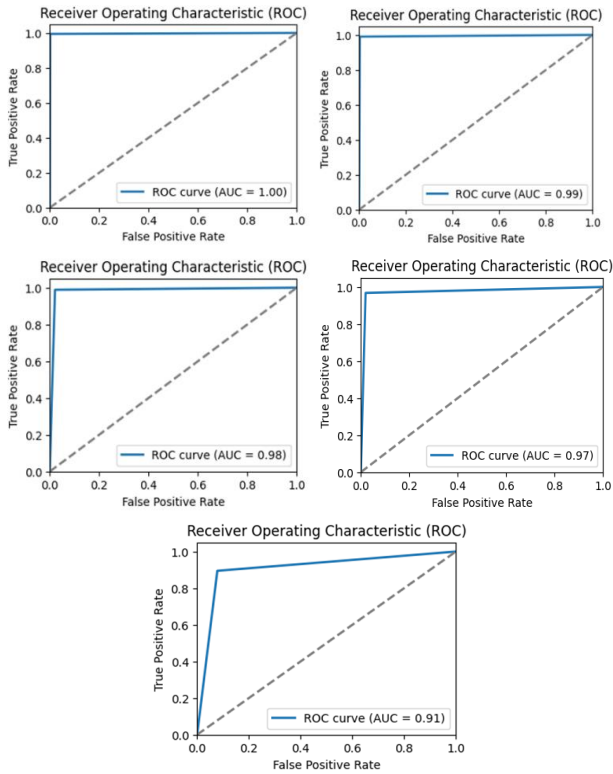 Receiver Operating Characteristic (ROC)
1.0
0.8
0.6
0.4
0.2
0.0
True Positive Rate
ROC curve (AUC = 1.00)
0.0 0.2 0.4 0.6 0.8 1.0
False Positive Rate
Receiver Operating Characteristic (ROC)
1.0
0.8
0.6
0.4
0.2
0.0
True Positive Rate
ROC curve (AUC = 0.99)
0.0 0.2 0.4 0.6 0.8 1.0
False Positive Rate
Receiver Operating Characteristic (ROC)
1.0
0.8
0.6
0.4
0.2
0.0
True Positive Rate
ROC curve (AUC = 0.98)
0.0 0.2 0.4 0.6 0.8 1.0
False Positive Rate
Receiver Operating Characteristic (ROC)
1.0
0.8
0.6
0.4
0.2
0.0
True Positive Rate
ROC curve (AUC = 0.97)
0.0 0.2 0.4 0.6 0.8 1.0
False Positive Rate
Receiver Operating Characteristic (ROC)
1.0
0.8
0.6
0.4
0.2
0.0
True Positive Rate
ROC curve (AUC = 0.91)
0.0 0.2 0.4 0.6 0.8 1.0
False Positive Rate